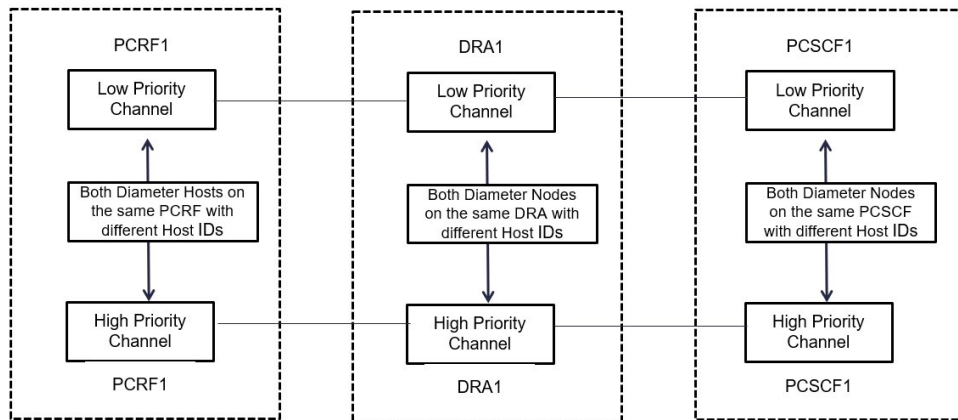 PCRF1
Low Priority
Channel
Both Diameter Hosts on
the same PCRF with
different Host IDs
High Priority
Channel
PCRF1
DRA1
Low Priority
Channel
Both Diameter Nodes
on the same DRA with
different Host IDs
High Priority
Channel
DRA1
PCSCF1
Low Priority
Channel
Both Diameter Nodes
on the same PCSCF
with different Host IDs
High Priority
Channel
PCSCF1